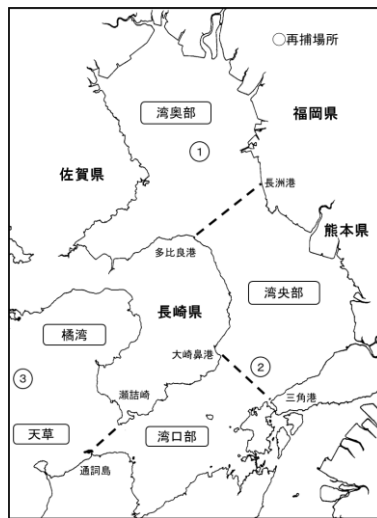 ○再捕場所
湾奥部
福岡県
①
佐賀県
長洲港
熊本県
多比良港
長崎県
湾央部
橘湾
大崎鼻港
②
③
瀬詰崎
三角港
天草
湾口部
通詞島